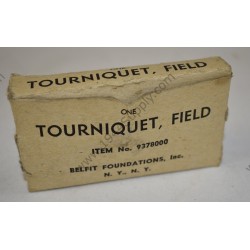 TOURNIQUET, FIELD
ONE
TOURNIQUET, FIELD
ITEM No. 9378000
BELFIT FOUNDATIONS, Inc.
N. Y., N. Y.